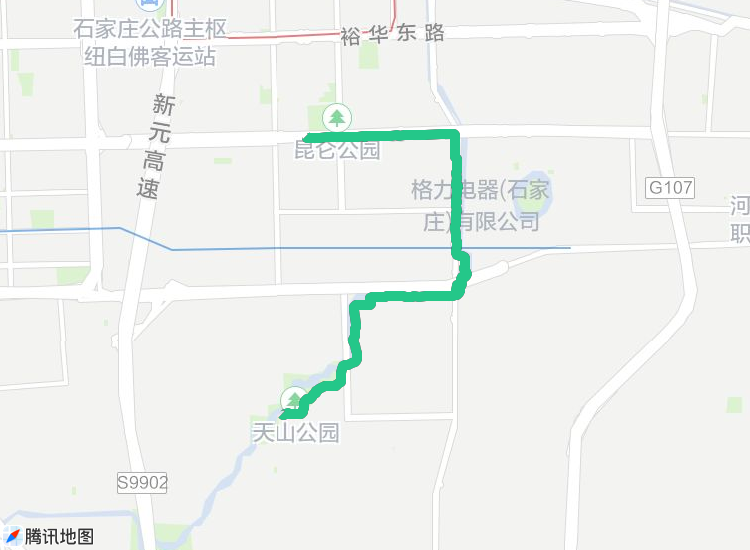 石家庄公路主枢
纽白佛客运站
裕华东路
新元高速
昆仑公园
格力电器(石家
庄)有限公司
G107
河
职
天山公园
S9902
腾讯地图